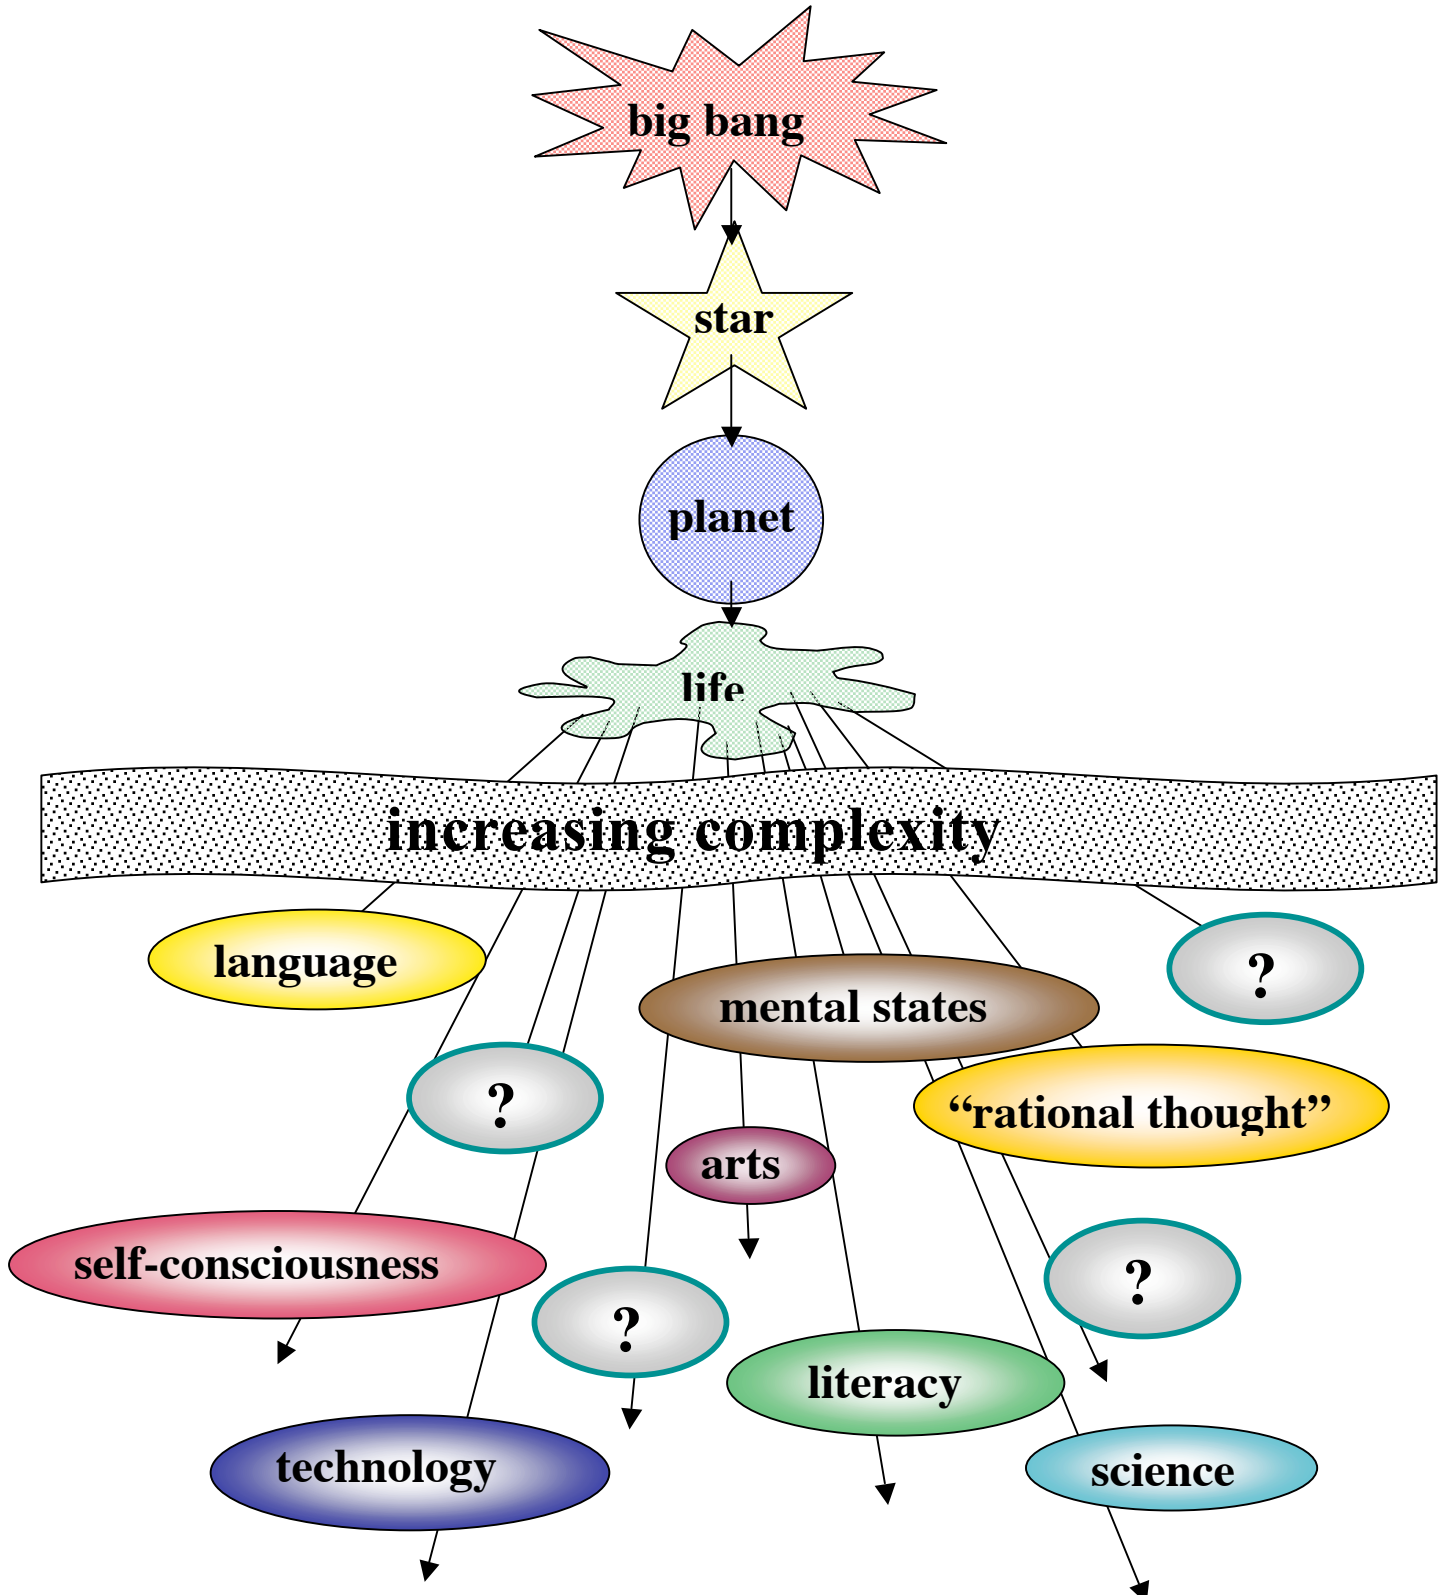 big bang
star
planet
life
increasing complexity
language
?
mental states
?
“rational thought”
arts
self-consciousness
?
?
literacy
technology
science